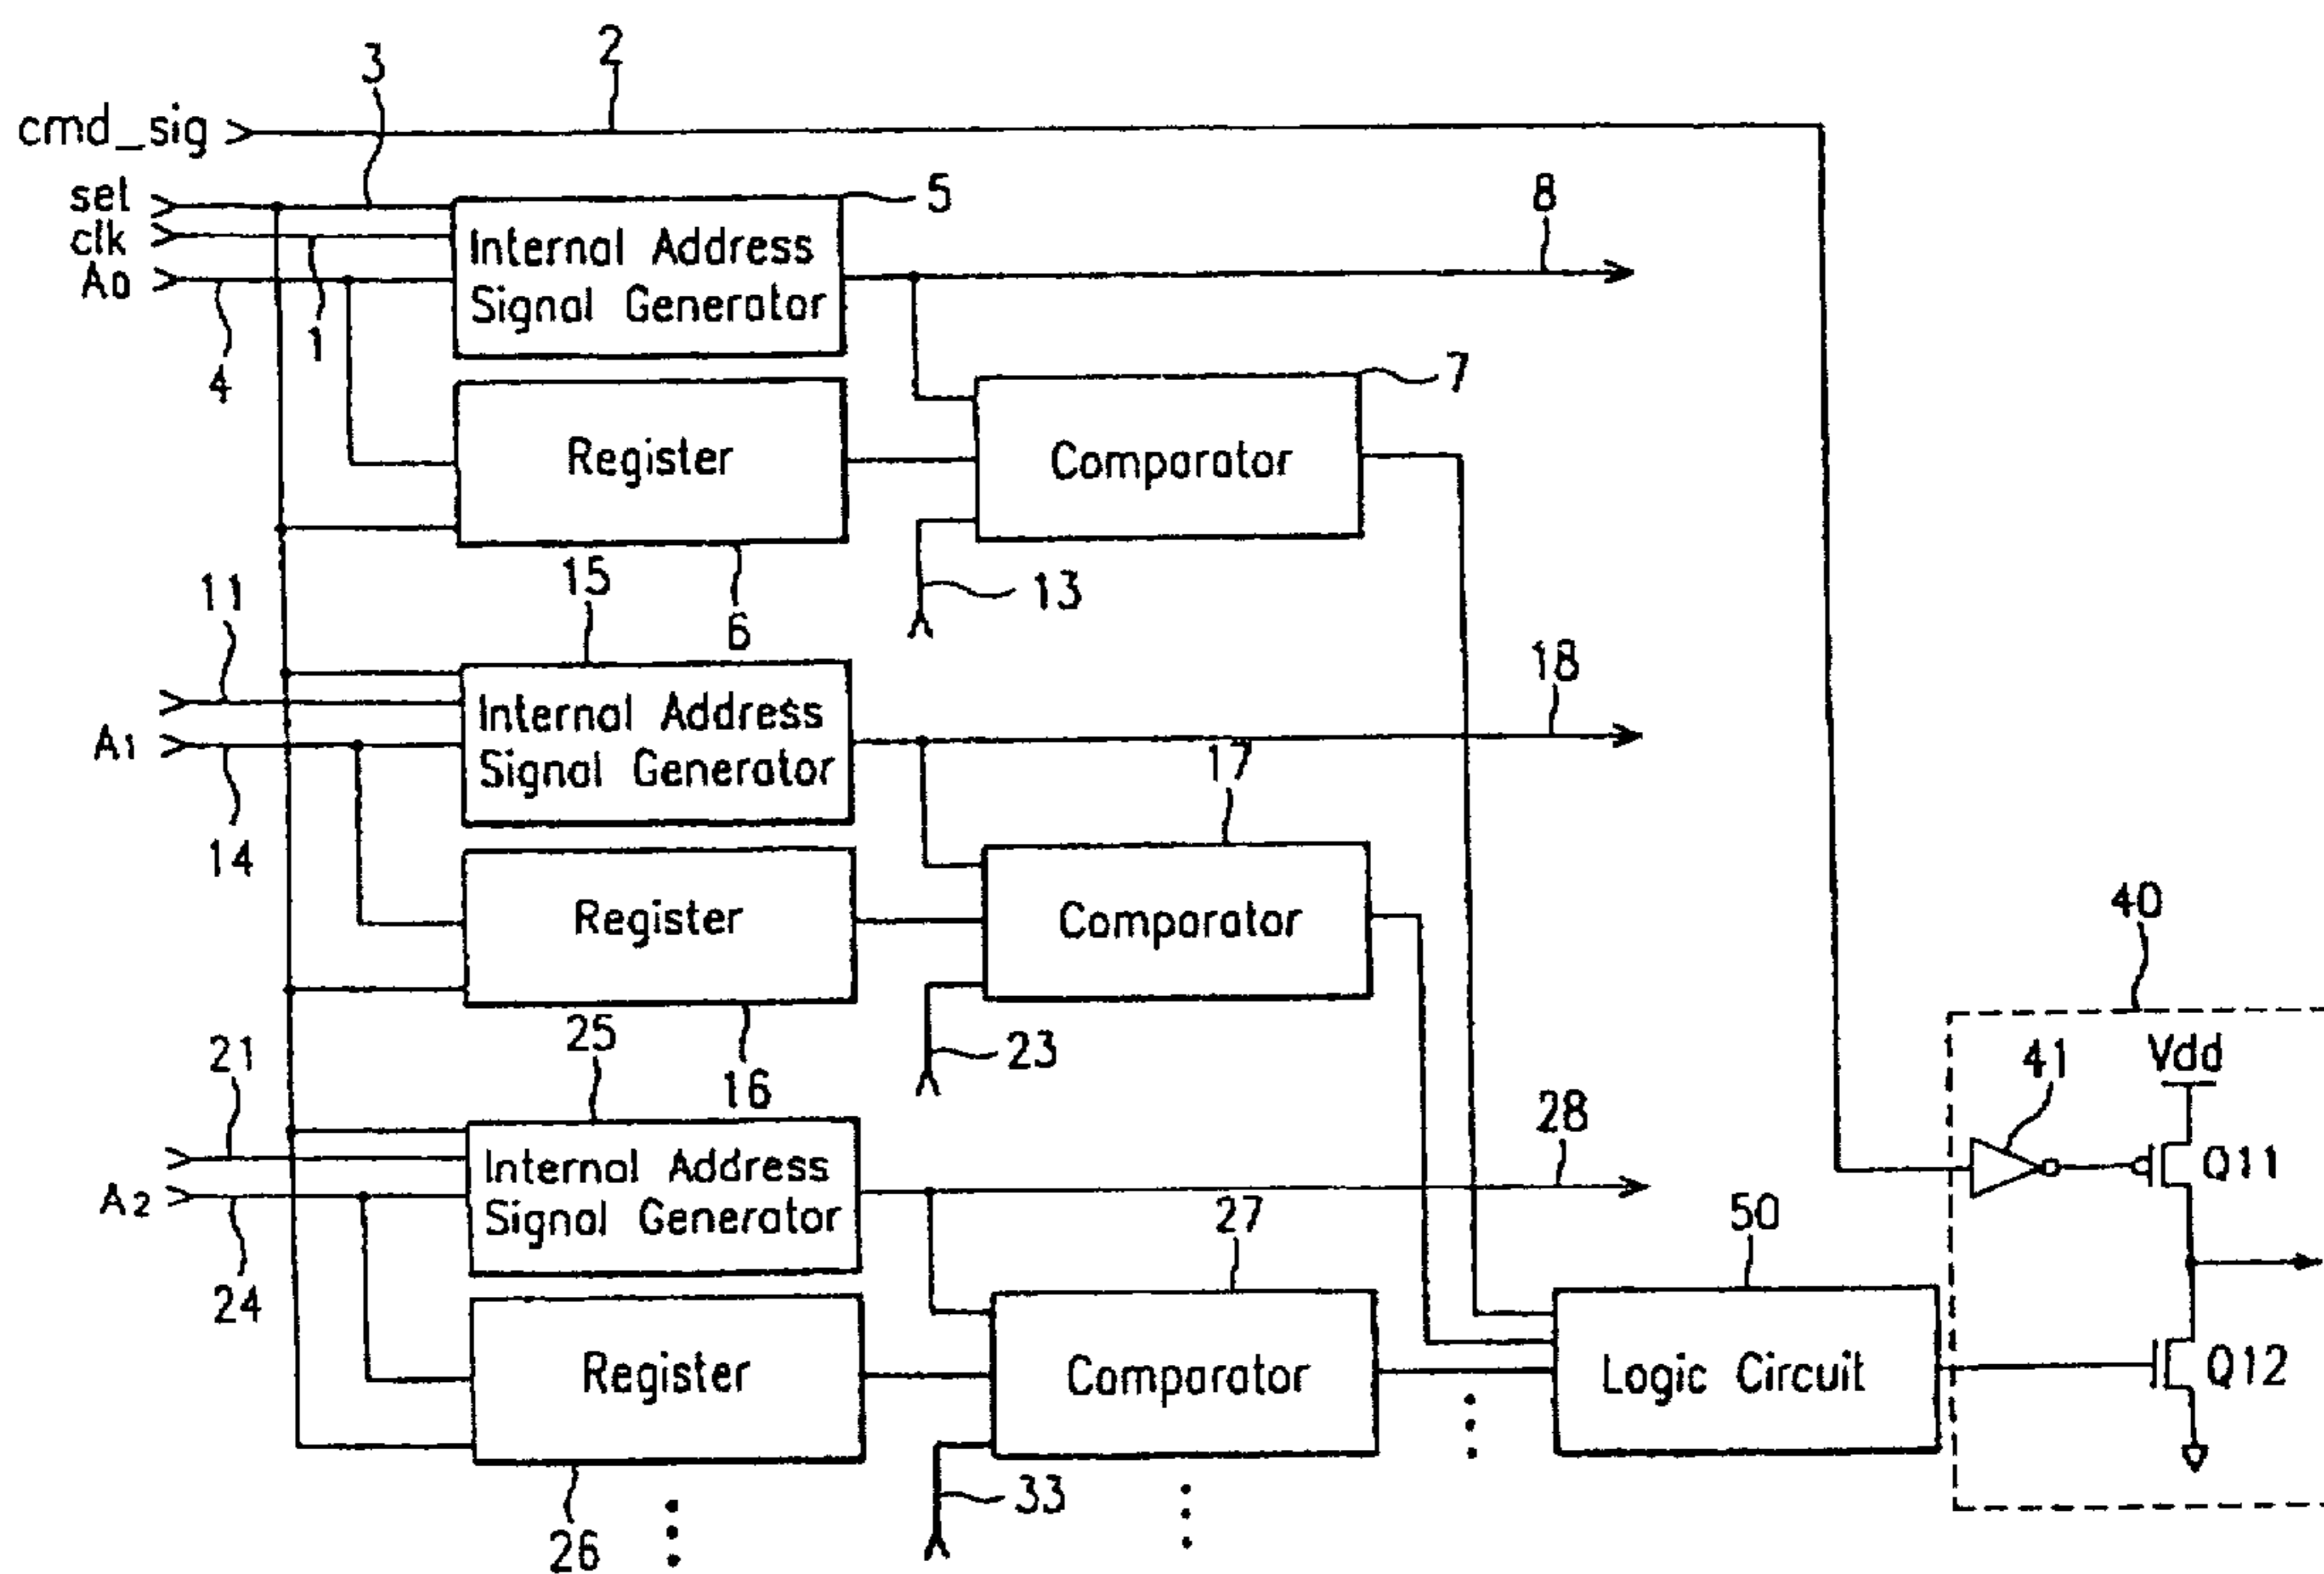 2
3
cmd_sig
sel
clk
A0
5
8
Internal Address
Signal Generator
1
4
7
Register
Comparator
15
13
6
11
18
A1
Internal Address
Signal Generator
17
14
Register
Comparator
40
25
21
23
16
41
Vdd
28
A2
Internal Address
Signal Generator
Q11
27
50
24
Register
Comparator
Logic Circuit
Q12
33
26